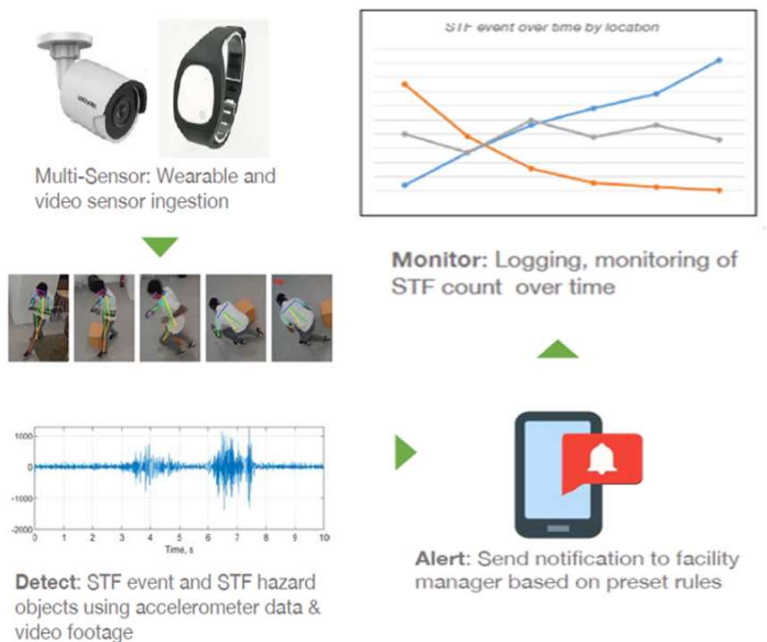 Multi-Sensor: Wearable and
video sensor ingestion
1000
0
-1000
-2000
0 1 2 3 4 5 6 7 8 9 10
Time, s
Detect: STF event and STF hazard
objects using accelerometer data &
video footage
Alert: Send notification to facility
manager based on preset rules
STF event over time by location
Monitor: Logging, monitoring of
STF count over time